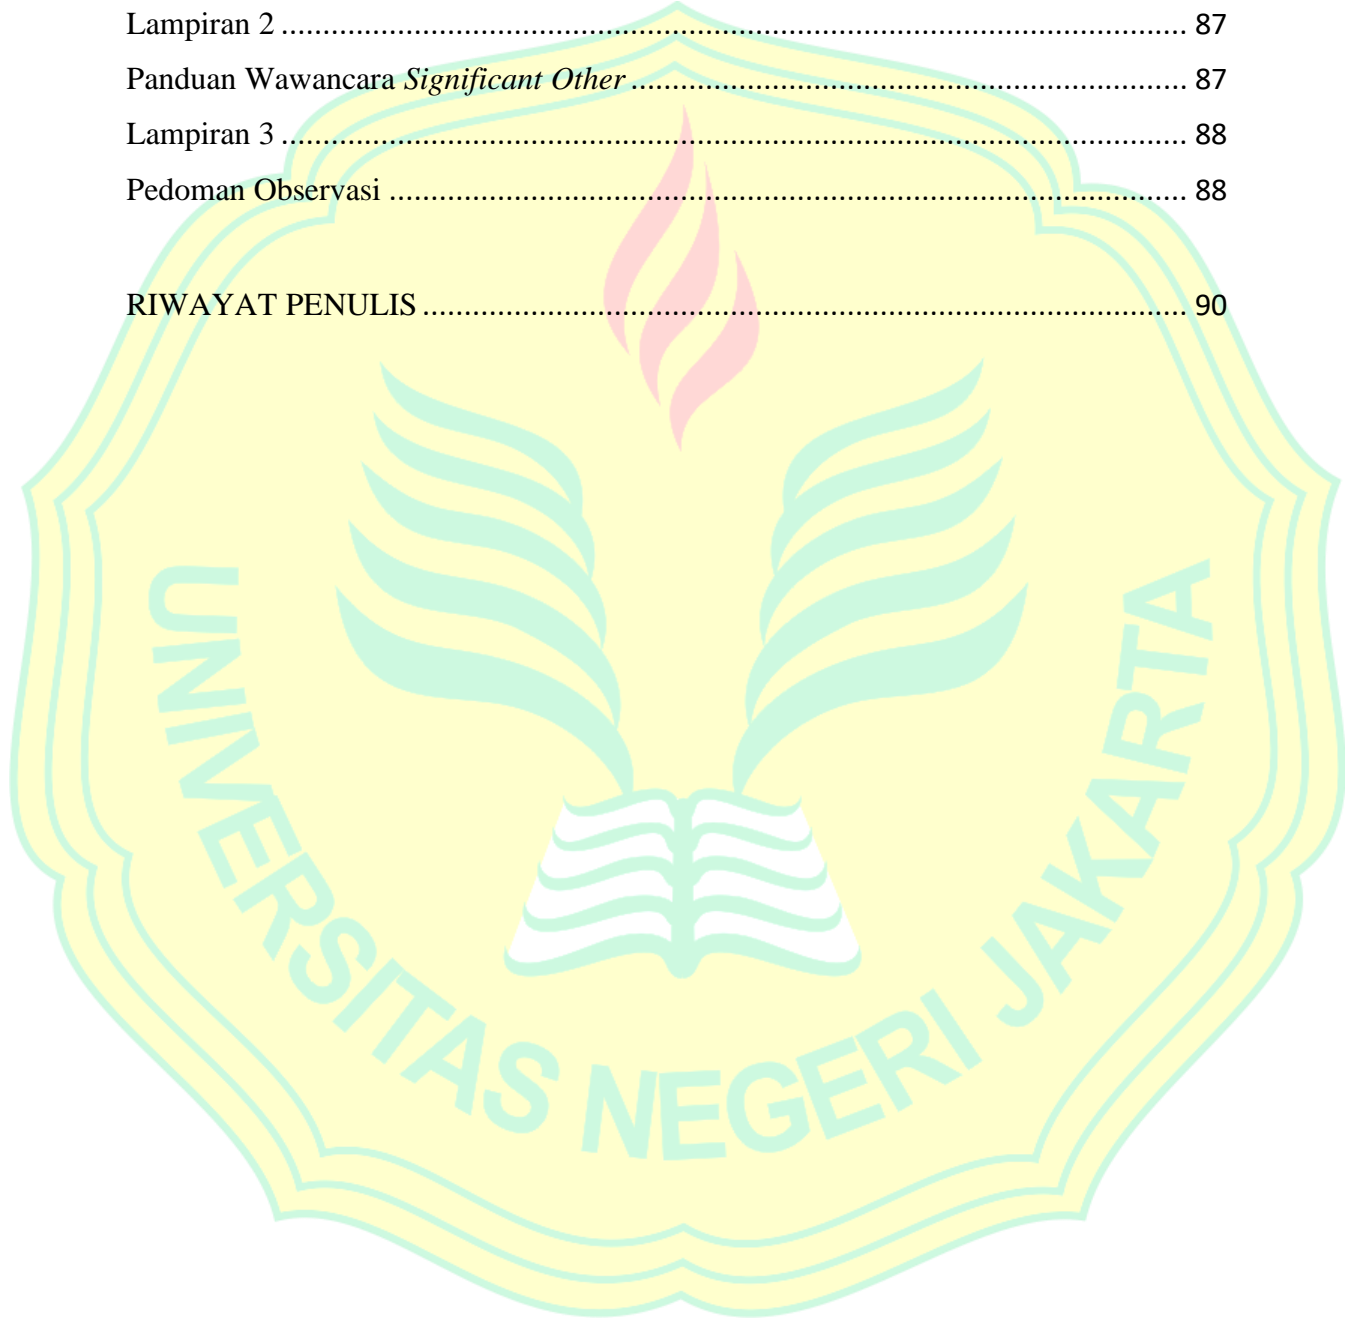 Lampiran 2 ........................................................................................................ 87
Panduan Wawancara Significant Other ................................................................ 87
Lampiran 3 ........................................................................................................ 88
Pedoman Observasi ............................................................................................ 88
RIWAYAT PENULIS ........................................................................................ 90
UNIVERSITAS NEGERI JAKARTA